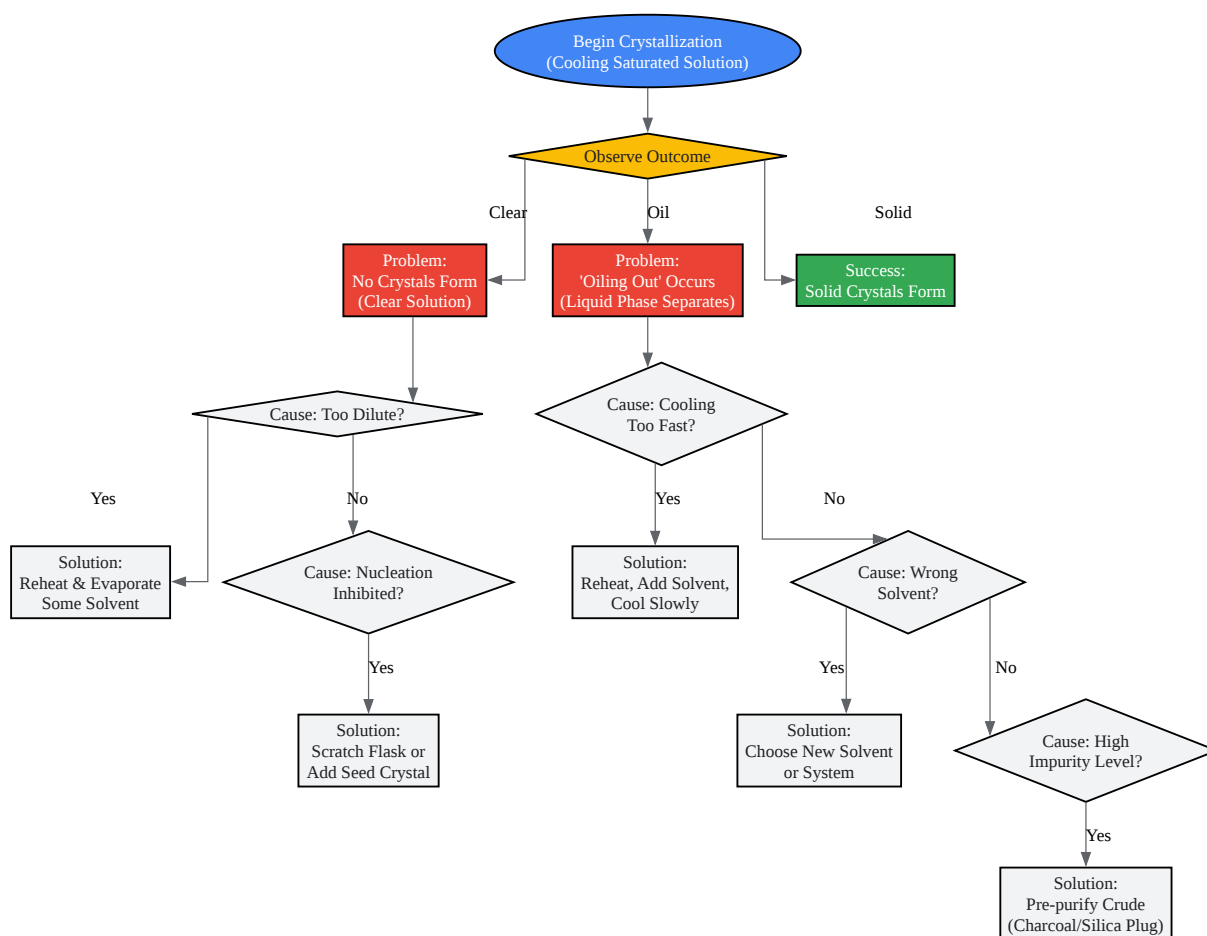 Begin Crystallization
(Cooling Saturated Solution)
Observe Outcome
Clear
Oil
Solid
Problem:
No Crystals Form
(Clear Solution)
Problem:
'Oiling Out' Occurs
(Liquid Phase Separates)
Success:
Solid Crystals Form
Cause: Too Dilute?
Cause: Cooling
Too Fast?
Yes
No
Yes
No
Solution:
Reheat & Evaporate
Some Solvent
Cause: Nucleation
Inhibited?
Solution:
Reheat, Add Solvent,
Cool Slowly
Cause: Wrong
Solvent?
Yes
Yes
No
Solution:
Scratch Flask or
Add Seed Crystal
Solution:
Choose New Solvent
or System
Cause: High
Impurity Level?
Yes
Solution:
Pre-purify Crude
(Charcoal/Silica Plug)